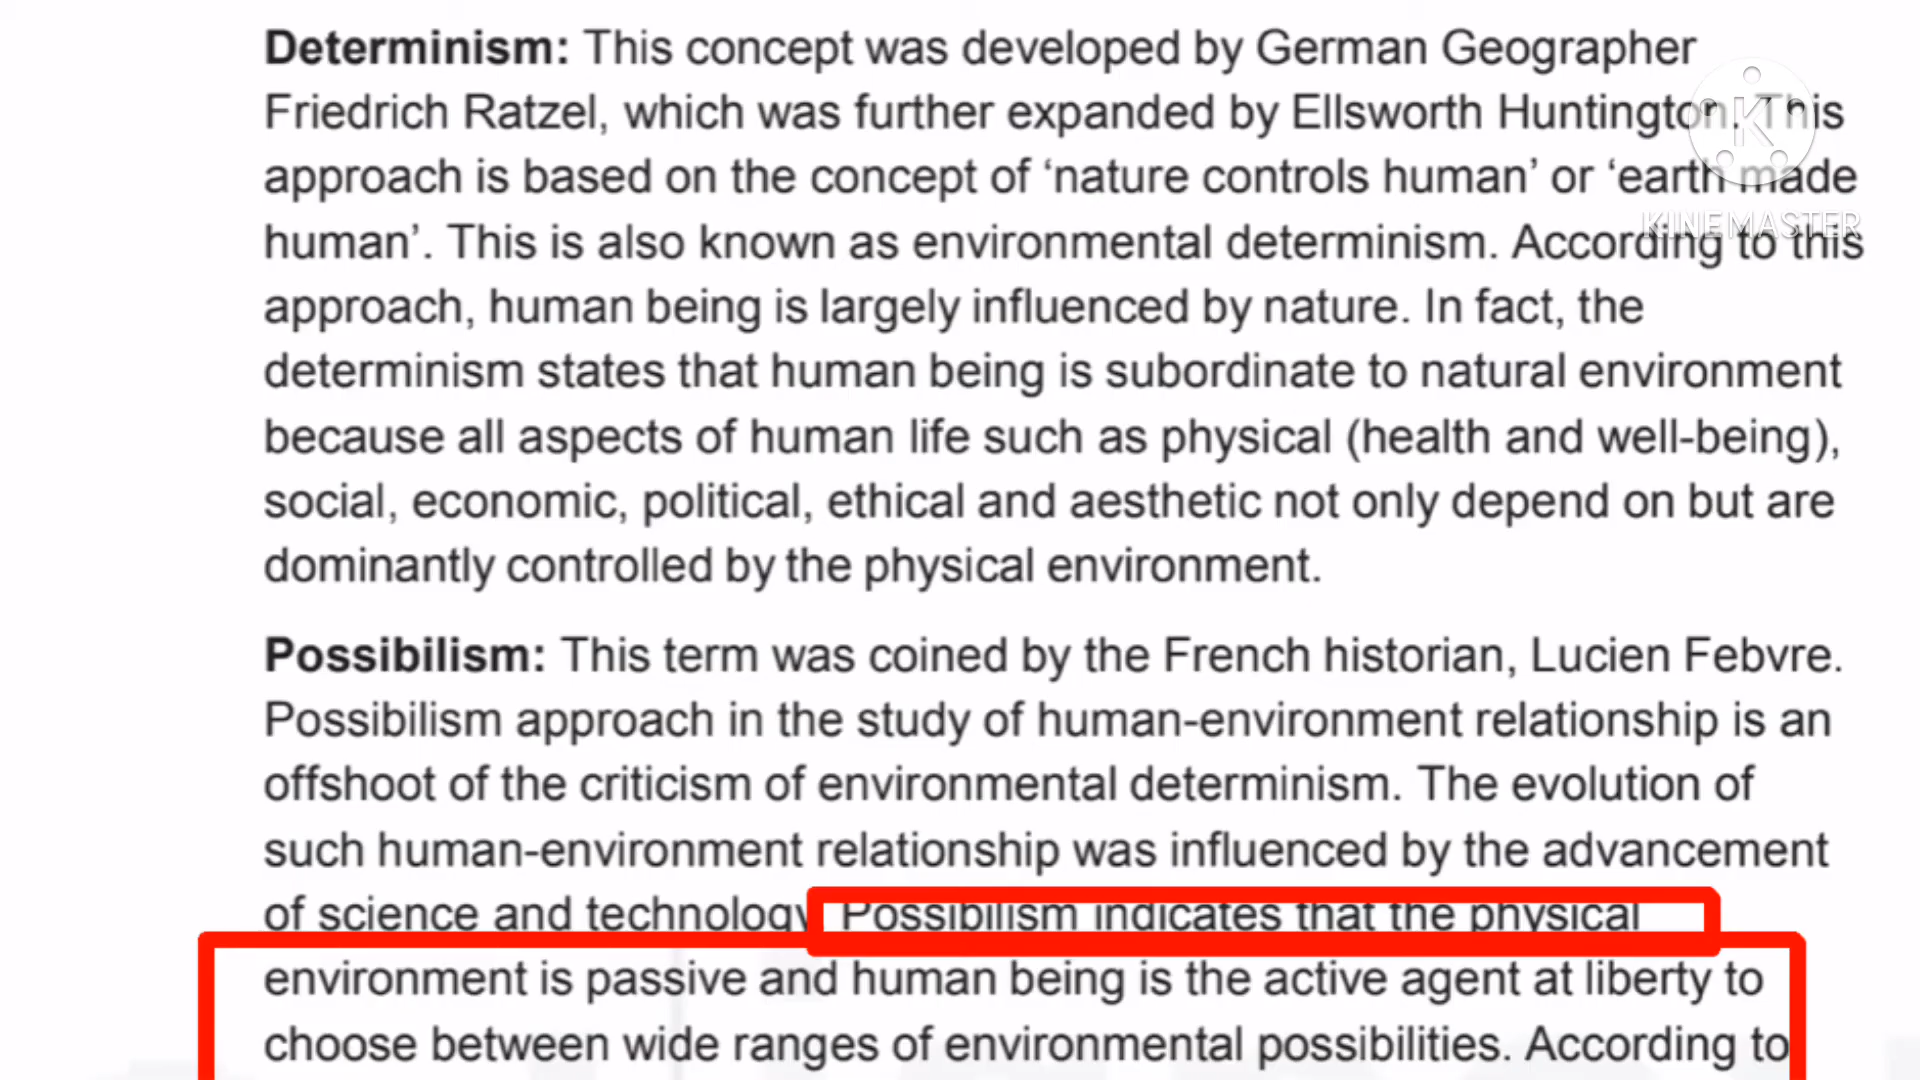 Determinism: This concept was developed by German Geographer
Friedrich Ratzel, which was further expanded by Ellsworth Huntington. This
approach is based on the concept of ‘nature controls human’ or ‘earth made
human’. This is also known as environmental determinism. According to this
approach, human being is largely influenced by nature. In fact, the
determinism states that human being is subordinate to natural environment
because all aspects of human life such as physical (health and well-being),
social, economic, political, ethical and aesthetic not only depend on but are
dominantly controlled by the physical environment.
Possibilism: This term was coined by the French historian, Lucien Febvre.
Possibilism approach in the study of human-environment relationship is an
offshoot of the criticism of environmental determinism. The evolution of
such human-environment relationship was influenced by the advancement
of science and technology Possibilism indicates that the physical
environment is passive and human being is the active agent at liberty to
choose between wide ranges of environmental possibilities. According to
K
KINEMASTER